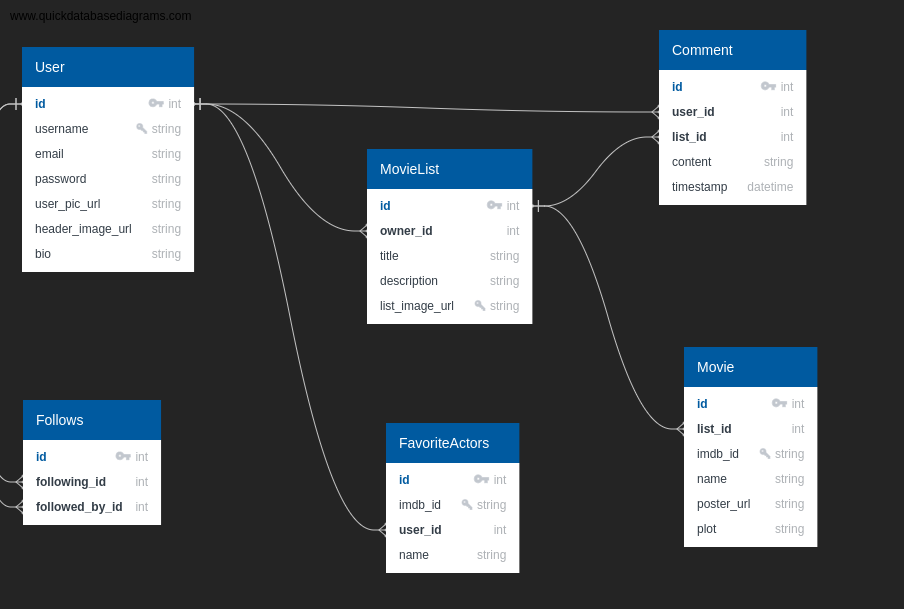 www.quickdatabasediagrams.com
User
id int
username string
email string
password string
user_pic_url string
header_image_url string
bio string
MovieList
id int
owner_id int
title string
description string
list_image_url string
Comment
id int
user_id int
list_id int
content string
timestamp datetime
Follows
id int
following_id int
followed_by_id int
FavoriteActors
id int
imdb_id string
user_id int
name string
Movie
id int
list_id int
imdb_id string
name string
poster_url string
plot string